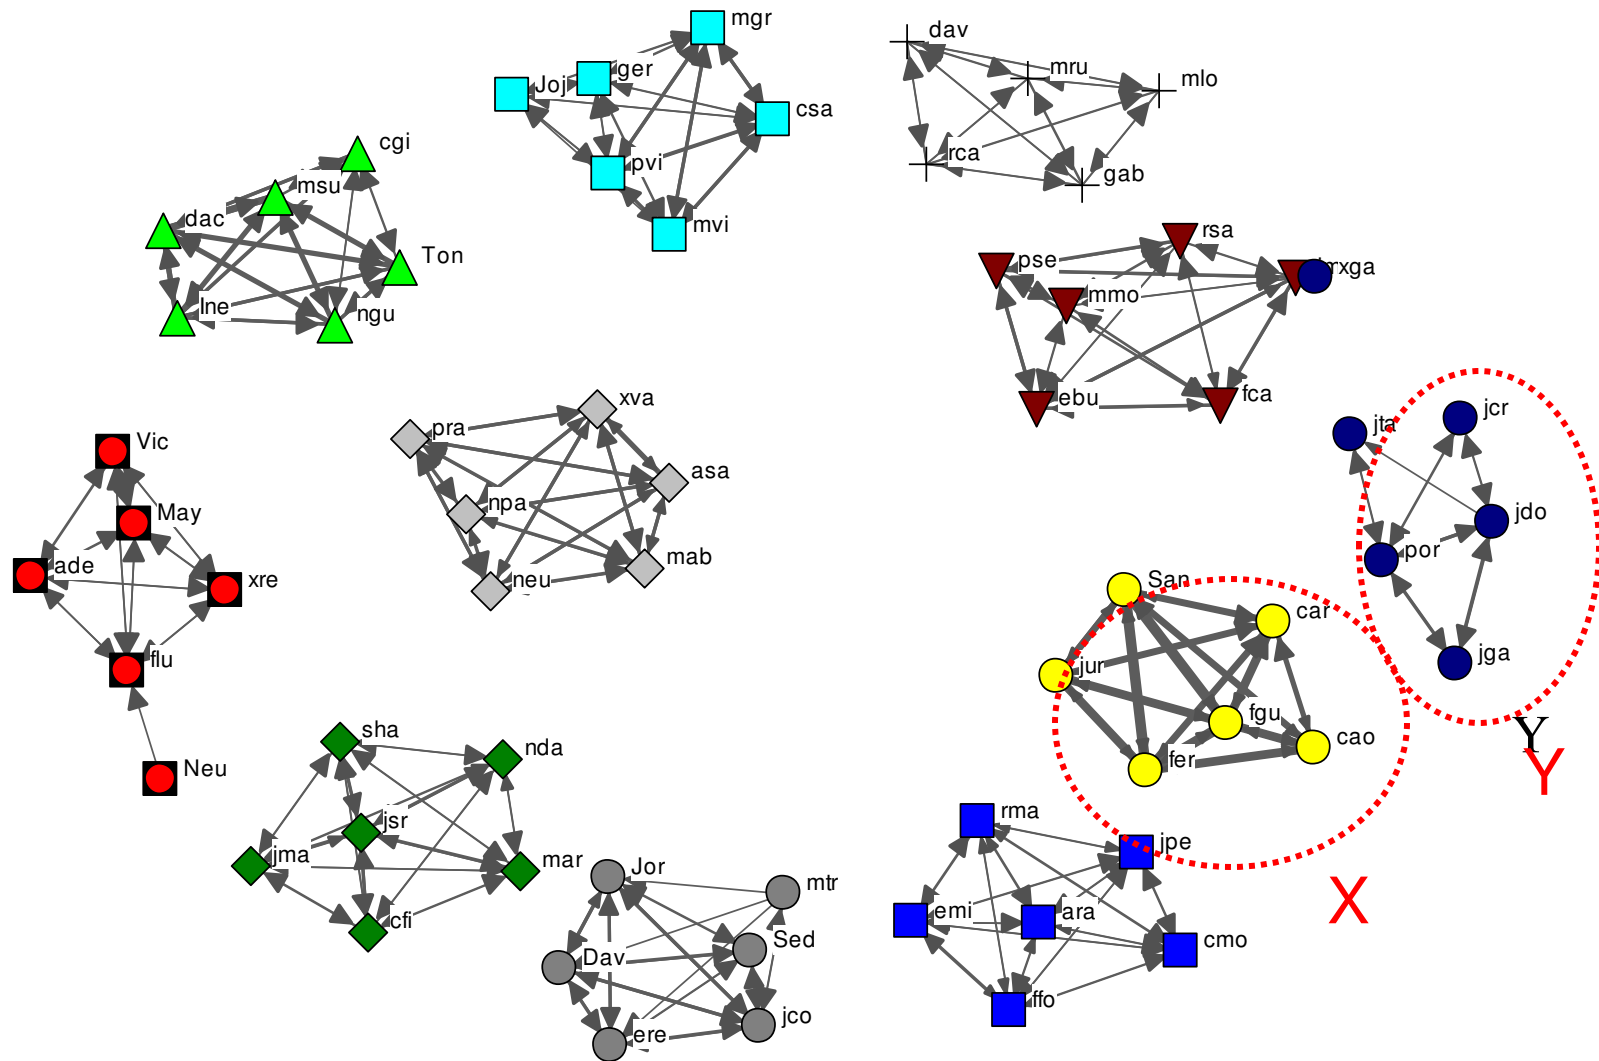 mgr
dav
Joj
ger
mru
mlo
csa
cgi
rca
gab
msu
pvi
mvi
dac
Ton
rsa
pse
mmo
lne
ngu
ebu
fca
xva
jta
jcr
Vic
pra
asa
npa
May
jdo
por
ade
xre
neu
mab
San
car
jga
flu
jur
fgu
Y
cao
Y
sha
nda
fer
Neu
jsr
rma
jma
mar
jpe
Jor
mtr
X
cfi
emi
ara
Dav
Sed
cmo
ere
jco
ffo